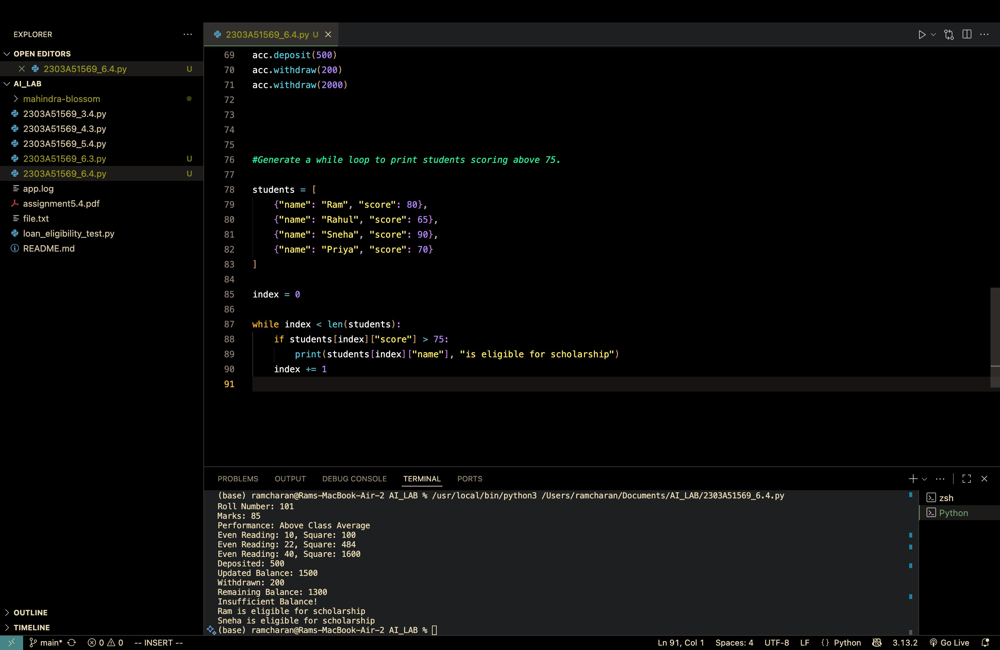 EXPLORER
OPEN EDITORS
2303A51569_6.4.py U
AI_LAB
mahindra-blossom
2303A51569_3.4.py
2303A51569_4.3.py
2303A51569_5.4.py
2303A51569_6.3.py U
2303A51569_6.4.py U
app.log
assignment5.4.pdf
file.txt
loan_eligibility_test.py
README.md
OUTLINE
TIMELINE
2303A51569_6.4.py U
69 acc.deposit(500)
70 acc.withdraw(200)
71 acc.withdraw(2000)
72
73
74
75
76 #Generate a while loop to print students scoring above 75.
77
78 students = [
79     {"name": "Ram", "score": 80},
80     {"name": "Rahul", "score": 65},
81     {"name": "Sneha", "score": 90},
82     {"name": "Priya", "score": 70}
83 ]
84
85 index = 0
86
87 while index < len(students):
88     if students[index]["score"] > 75:
89         print(students[index]["name"], "is eligible for scholarship")
90     index += 1
91
PROBLEMS OUTPUT DEBUG CONSOLE TERMINAL PORTS
(base) ramcharan@Rams-MacBook-Air-2 AI_LAB % /usr/local/bin/python3 /Users/ramcharan/Documents/AI_LAB/2303A51569_6.4.py
Roll Number: 101
Marks: 85
Performance: Above Class Average
Even Reading: 10, Square: 100
Even Reading: 22, Square: 484
Even Reading: 40, Square: 1600
Deposited: 500
Updated Balance: 1500
Withdrawn: 200
Remaining Balance: 1300
Insufficient Balance!
Ram is eligible for scholarship
Sneha is eligible for scholarship
(base) ramcharan@Rams-MacBook-Air-2 AI_LAB %
zsh
Python
main* 0 0 -- INSERT -- Ln 91, Col 1 Spaces: 4 UTF-8 LF {} Python 3.13.2 Go Live